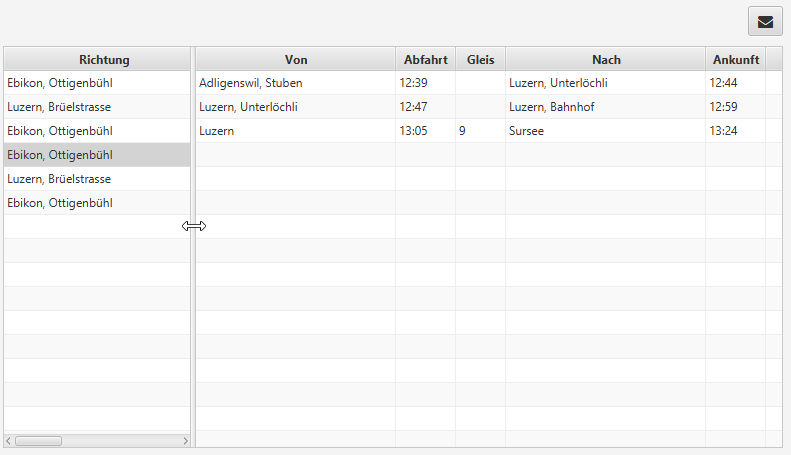 Richtung Von Abfahrt Gleis Nach Ankunft
Ebikon, Ottigenbühl Adligenswil, Stuben 12:39 Luzern, Unterlöchli 12:44
Luzern, Brüelstrasse Luzern, Unterlöchli 12:47 Luzern, Bahnhof 12:59
Ebikon, Ottigenbühl Luzern 13:05 9 Sursee 13:24
Ebikon, Ottigenbühl
Luzern, Brüelstrasse
Ebikon, Ottigenbühl